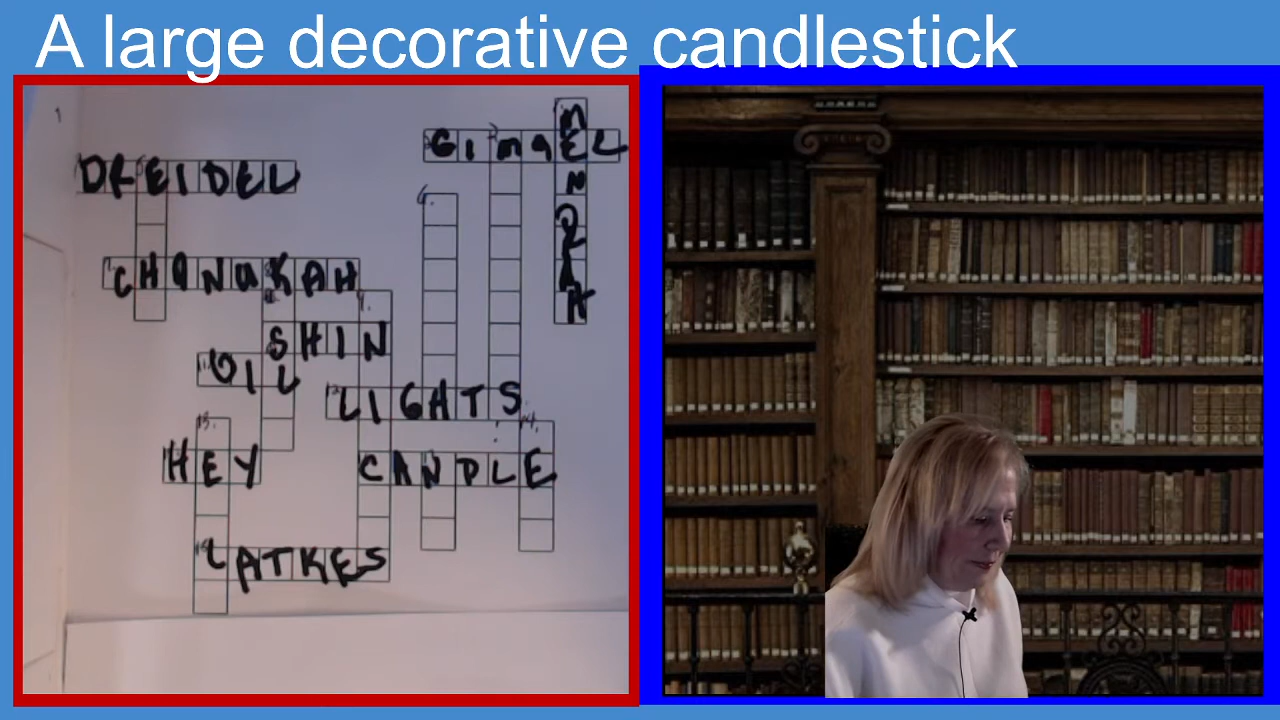 A large decorative candlestick
MENORAH
GIMMEL
DREIDEL
CHANUKAH
SHIN
OIL
LIGHTS
HEY
CANDLE
LATKES